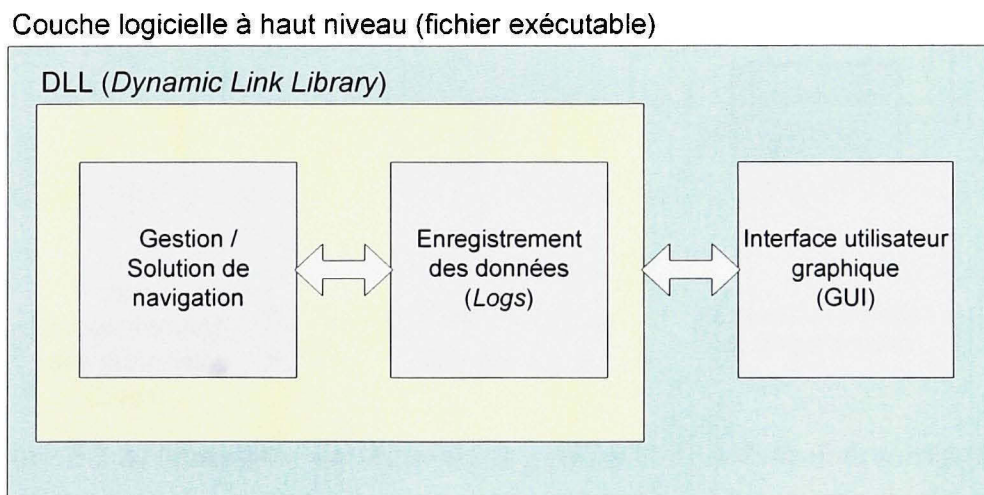 Couche logicielle à haut niveau (fichier exécutable)
DLL (Dynamic Link Library)
Gestion /
Solution de
navigation
Enregistrement
des données
(Logs)
Interface utilisateur
graphique
(GUI)